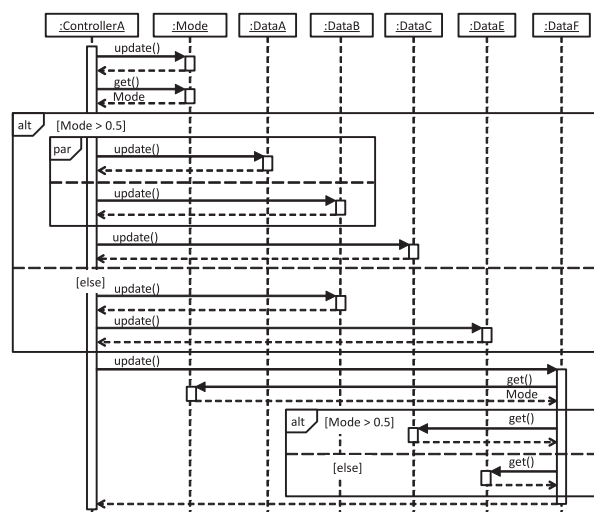 :ControllerA :Mode :DataA :DataB :DataC :DataE :DataF
update()
get()
Mode
alt [Mode > 0.5]
par update()
update()
update()
[else]
update()
update()
update()
get()
Mode
alt [Mode > 0.5] get()
get()
[else]